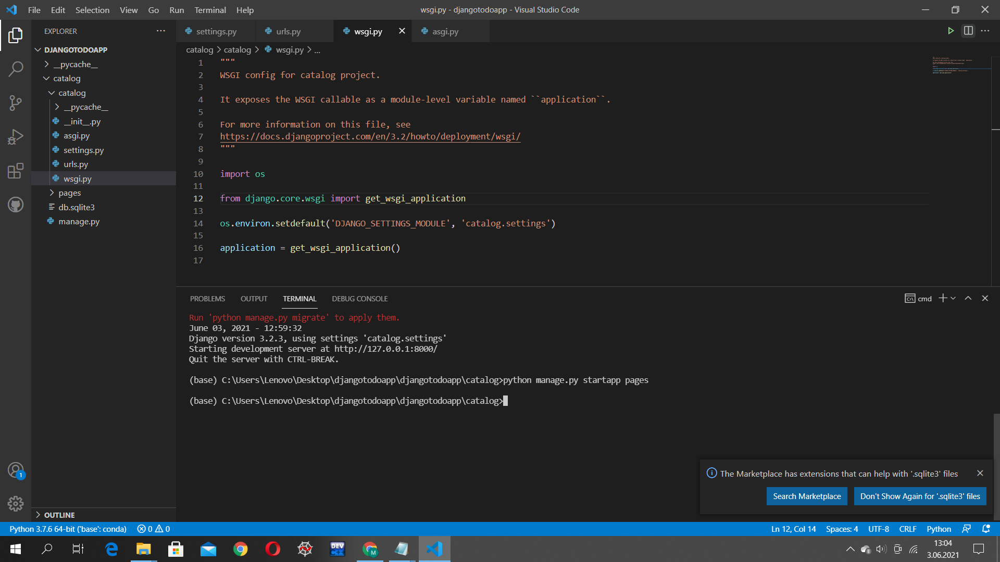 File Edit Selection View Go Run Terminal Help
wsgi.py - djangotodoapp - Visual Studio Code
EXPLORER
DJANGOTODOAPP
__pycache__
catalog
catalog
__pycache__
__init__.py
asgi.py
settings.py
urls.py
wsgi.py
pages
db.sqlite3
manage.py
OUTLINE
settings.py urls.py wsgi.py asgi.py
catalog > catalog > wsgi.py > ...
1 """
2 WSGI config for catalog project.
3
4 It exposes the WSGI callable as a module-level variable named ``application``.
5
6 For more information on this file, see
7 https://docs.djangoproject.com/en/3.2/howto/deployment/wsgi/
8 """
9
10 import os
11
12 from django.core.wsgi import get_wsgi_application
13
14 os.environ.setdefault('DJANGO_SETTINGS_MODULE', 'catalog.settings')
15
16 application = get_wsgi_application()
17
PROBLEMS OUTPUT TERMINAL DEBUG CONSOLE
cmd
Run 'python manage.py migrate' to apply them.
June 03, 2021 - 12:59:32
Django version 3.2.3, using settings 'catalog.settings'
Starting development server at http://127.0.0.1:8000/
Quit the server with CTRL-BREAK.
(base) C:\Users\Lenovo\Desktop\djangotodoapp\djangotodoapp\catalog>python manage.py startapp pages
(base) C:\Users\Lenovo\Desktop\djangotodoapp\djangotodoapp\catalog>
The Marketplace has extensions that can help with '.sqlite3' files
Search Marketplace
Don't Show Again for '.sqlite3' files
1
Python 3.7.6 64-bit ('base': conda) 0 0
Ln 12, Col 14 Spaces: 4 UTF-8 CRLF Python
DEV
C++
M
13:04
3.06.2021